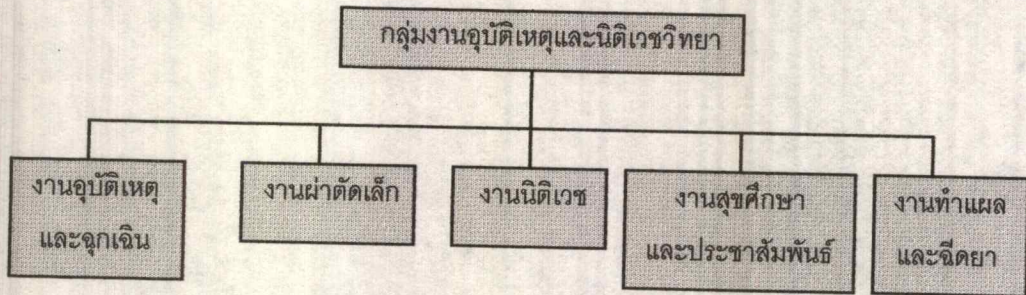 กลุ่มงานอุบัติเหตุและนิติเวชวิทยา
งานอุบัติเหตุ
และฉุกเฉิน
งานผ่าตัดเล็ก
งานนิติเวช
งานสุขศึกษา
และประชาสัมพันธ์
งานทำแผล
และฉีดยา